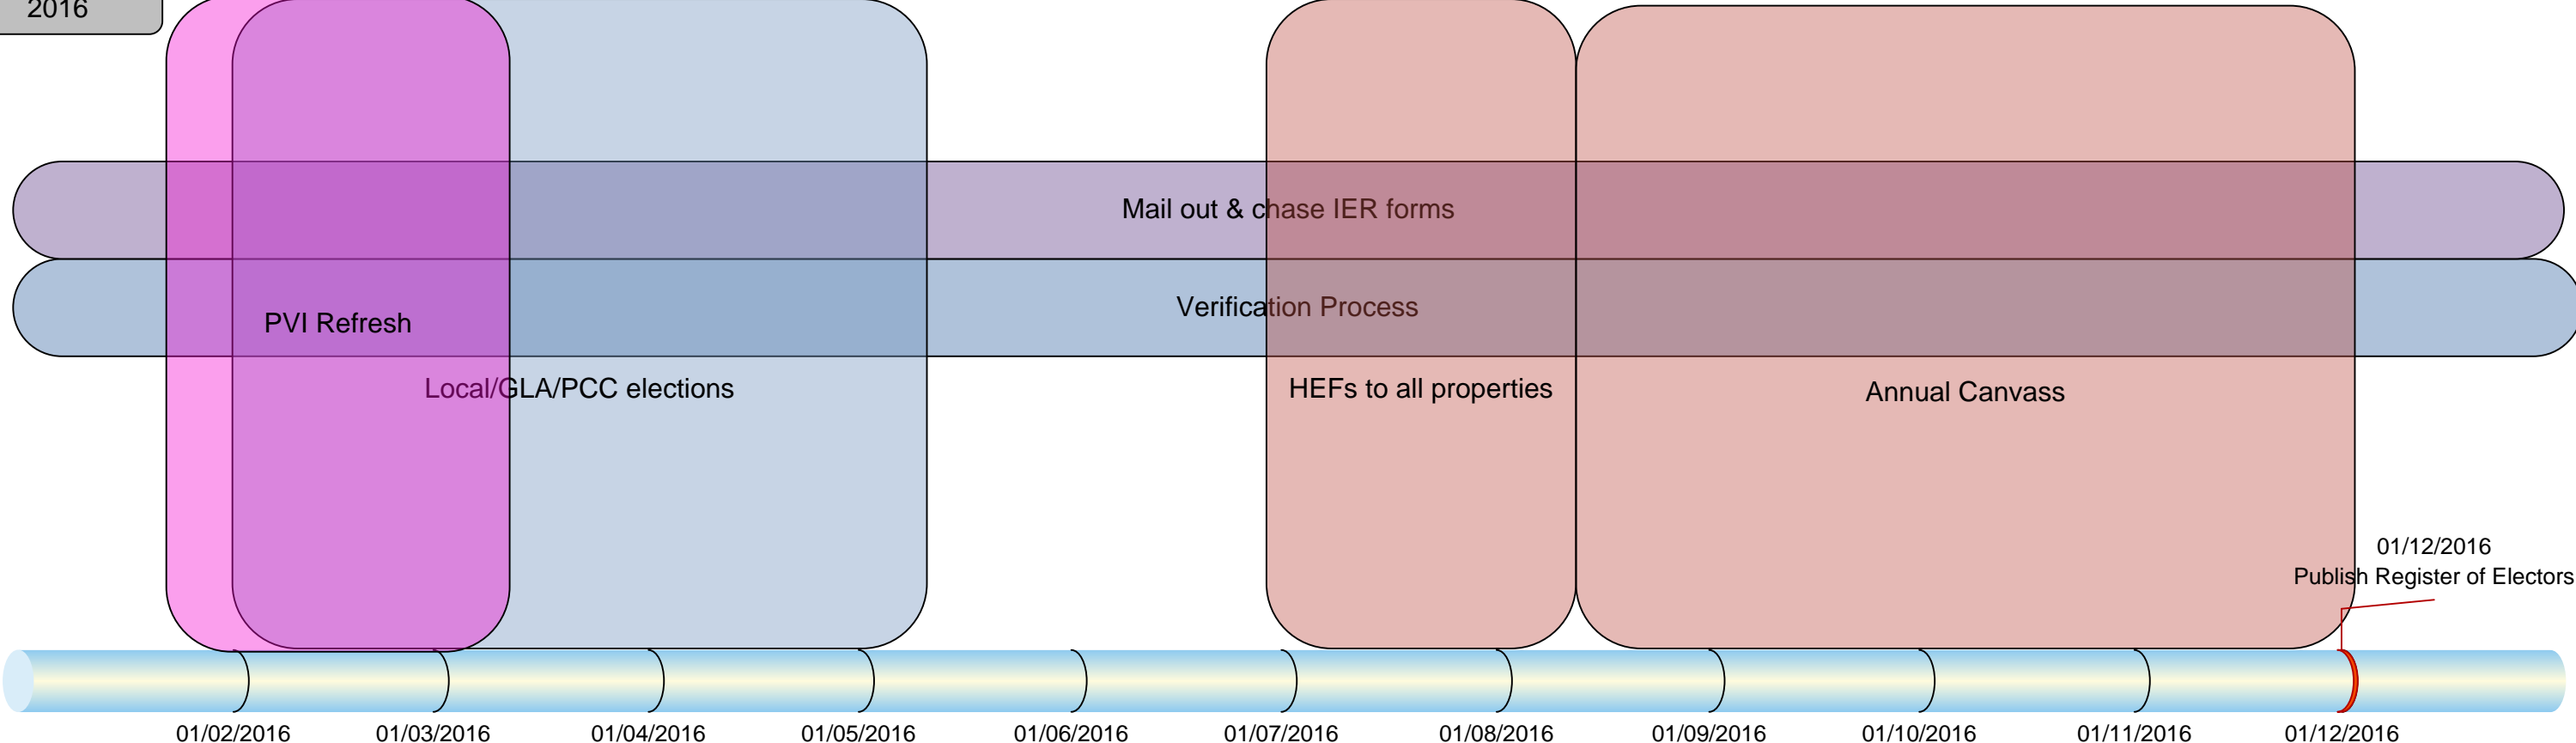 2016
Mail out & chase IER forms
Verification Process
PVI Refresh
Local/GLA/PCC elections
HEFs to all properties
Annual Canvass
01/12/2016
Publish Register of Electors
01/02/2016
01/03/2016
01/04/2016
01/05/2016
01/06/2016
01/07/2016
01/08/2016
01/09/2016
01/10/2016
01/11/2016
01/12/2016